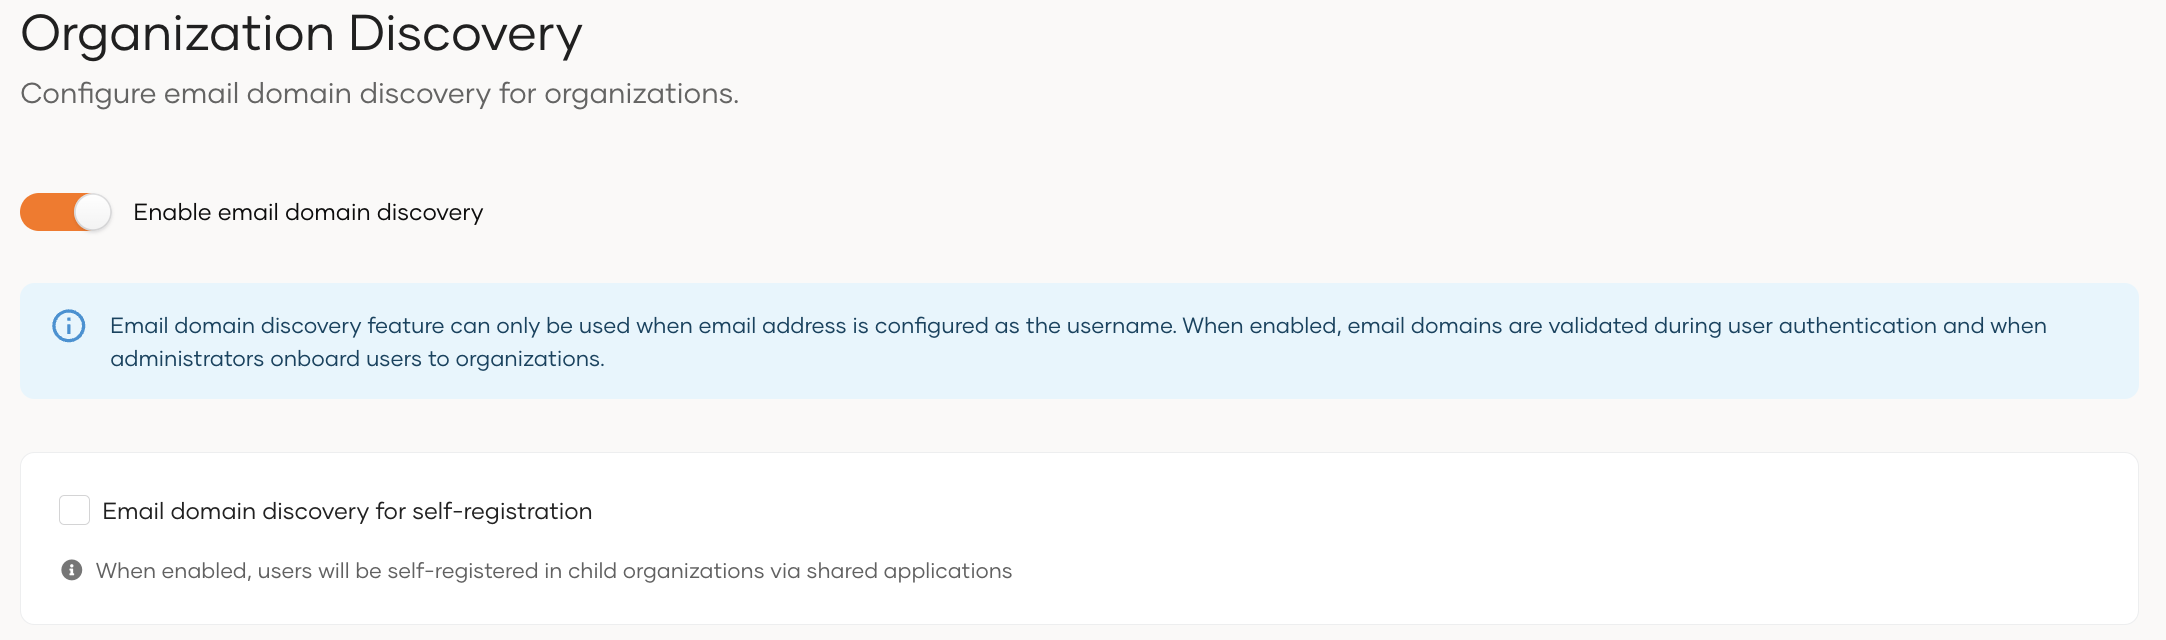 Organization Discovery
Configure email domain discovery for organizations.
Enable email domain discovery
Email domain discovery feature can only be used when email address is configured as the username. When enabled, email domains are validated during user authentication and when
administrators onboard users to organizations.
Email domain discovery for self-registration
When enabled, users will be self-registered in child organizations via shared applications